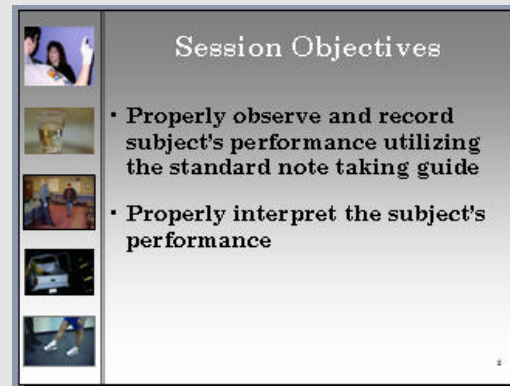 Session Objectives
· Properly observe and record
subject's performance utilizing
the standard note taking guide
· Properly interpret the subject's
performance